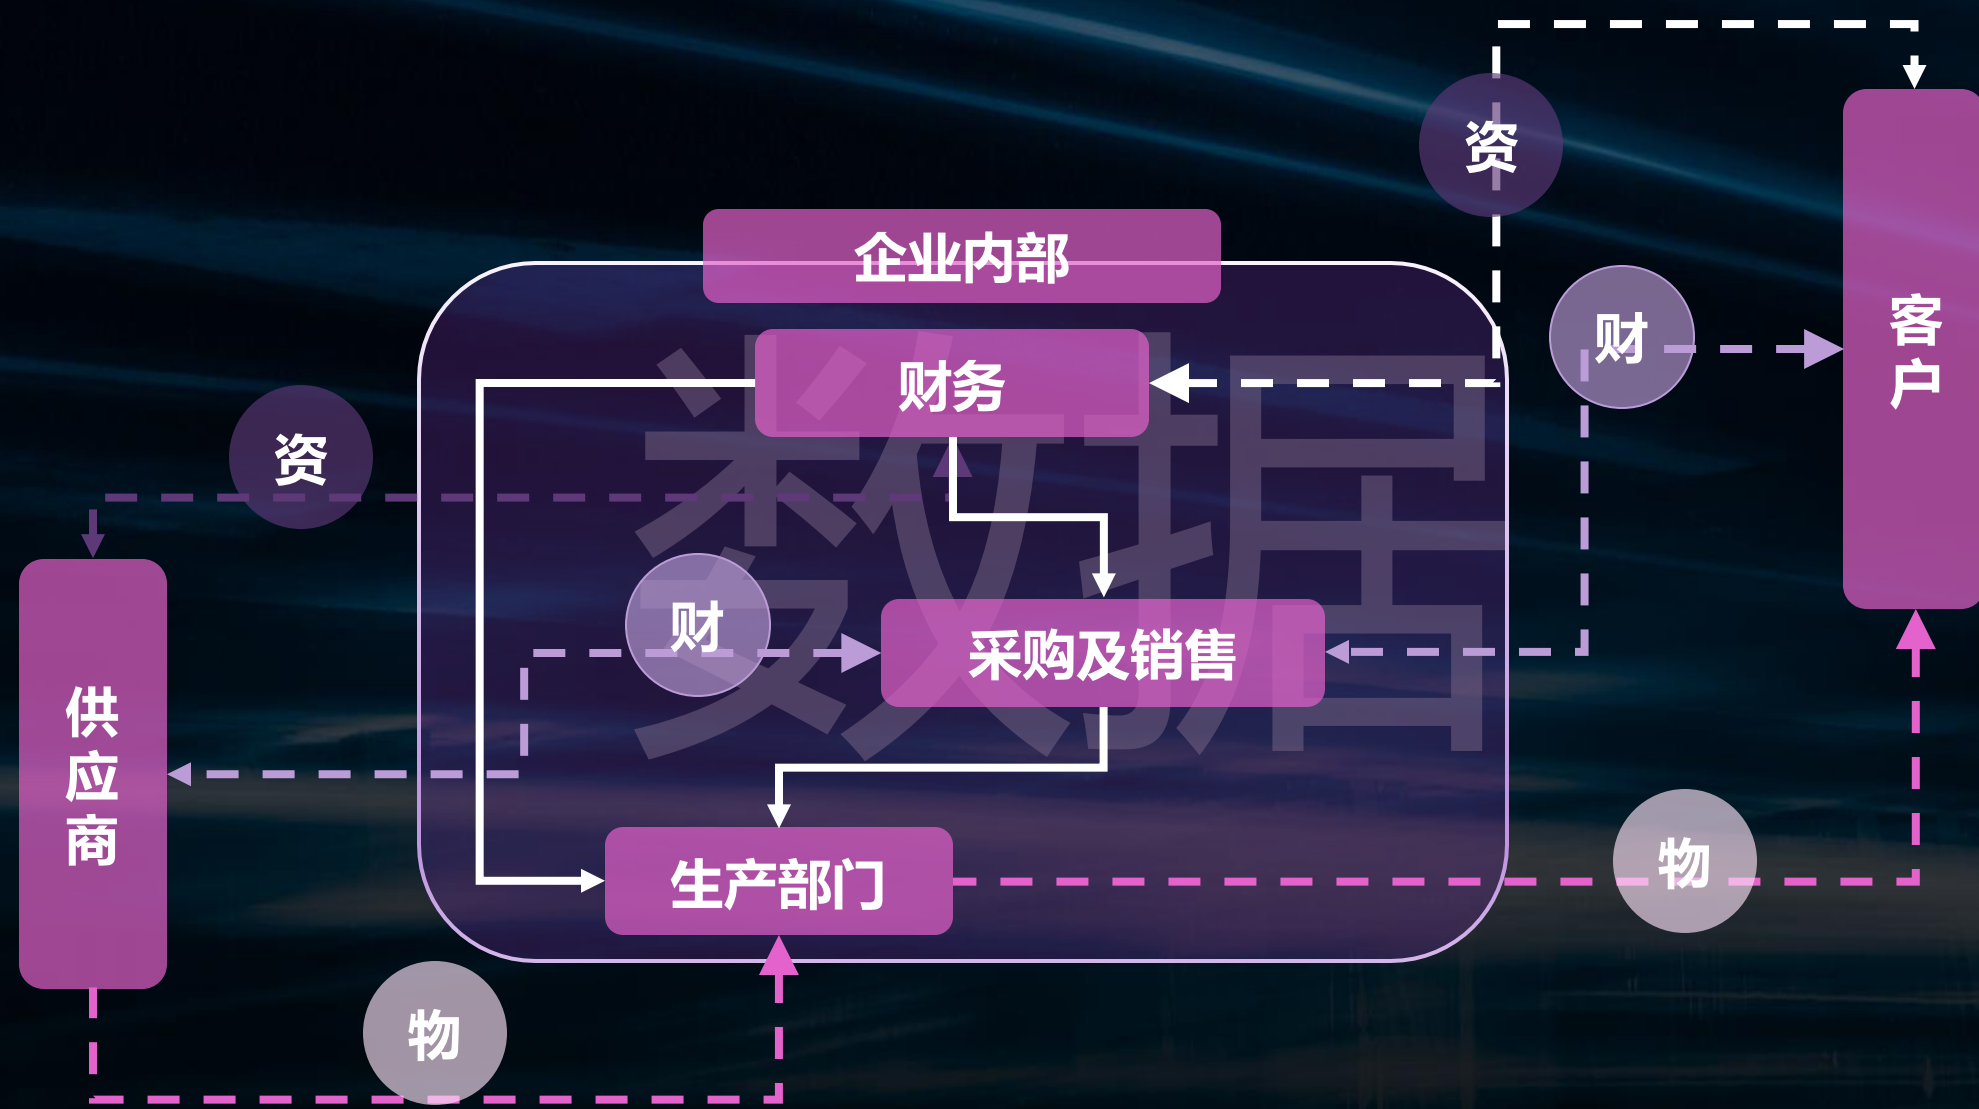 资
企业内部
财
客户
财务
资
财
采购及销售
数据
供应商
生产部门
物
物